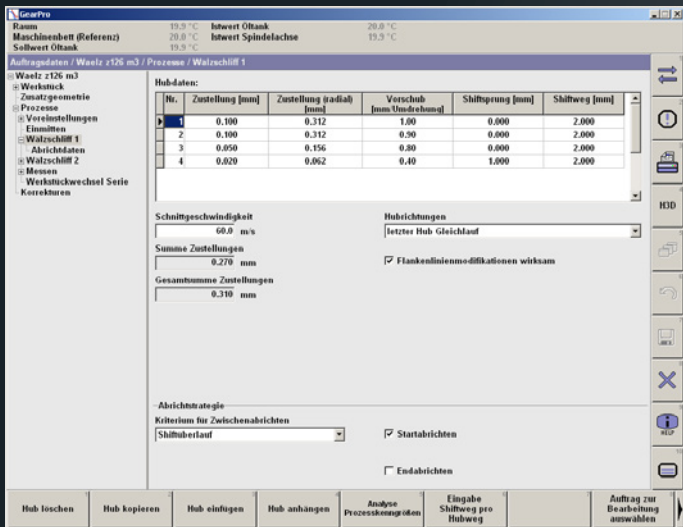 GearPro
Raum 19.9 °C Istwert Öltank 20.0 °C
Maschinenbett (Referenz) 20.0 °C Istwert Spindelachse 19.9 °C
Sollwert Öltank 19.9 °C
Auftragsdaten / Waelz z126 m3 / Prozesse / Wälzschliff 1
Waelz z126 m3
Werkstück
Zusatzgeometrie
Prozesse
Voreinstellungen
Einmitten
Wälzschliff 1
Abrichtdaten
Wälzschliff 2
Messen
Werkstückwechsel Serie
Korrekturen
Hubdaten:
Nr. Zustellung [mm] Zustellung (radial) [mm] Vorschub [mm/Umdrehung] Shiftsprung [mm] Shiftweg [mm]
1 0.100 0.312 1.00 0.000 2.000
2 0.100 0.312 0.90 0.000 2.000
3 0.050 0.156 0.80 0.000 2.000
4 0.020 0.062 0.40 1.000 2.000
Schnittgeschwindigkeit
60.0 m/s
Hubrichtungen
letzter Hub Gleichlauf
Summe Zustellungen
0.270 mm
Flankenlinienmodifikationen wirksam
Gesamtsumme Zustellungen
0.310 mm
Abrichtstrategie
Kriterium für Zwischenabrichten
Shiftüberlauf
Startabrichten
Endabrichten
H3D
HELP
Hub löschen
Hub kopieren
Hub einfügen
Hub anhängen
Analyse Prozesskenngrößen
Eingabe Shiftweg pro Hubweg
Auftrag zur Bearbeitung auswählen